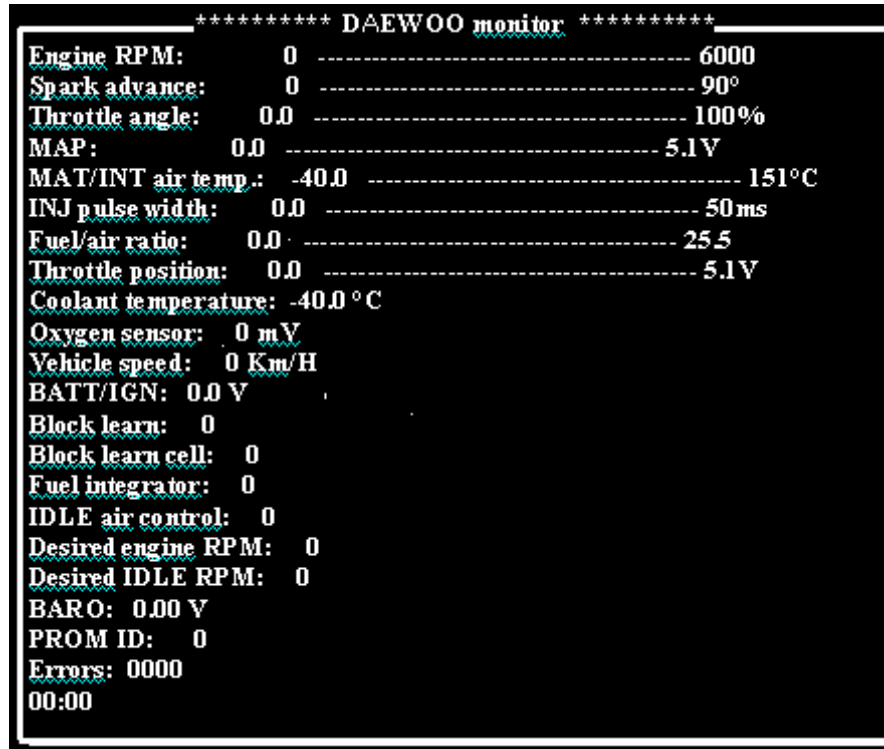 ********** DAEWOO monitor **********
Engine RPM: 0 ------------------------------------------ 6000
Spark advance: 0 ------------------------------------------ 90°
Throttle angle: 0.0 ------------------------------------------ 100%
MAP: 0.0 ------------------------------------------ 5.1V
MAT/INT air temp.: -40.0 ------------------------------------------ 151°C
INJ pulse width: 0.0 ------------------------------------------ 50ms
Fuel/air ratio: 0.0 ------------------------------------------ 25.5
Throttle position: 0.0 ------------------------------------------ 5.1V
Coolant temperature: -40.0 °C
Oxygen sensor: 0 mV
Vehicle speed: 0 Km/H
BATT/IGN: 0.0 V
Block learn: 0
Block learn cell: 0
Fuel integrator: 0
IDLE air control: 0
Desired engine RPM: 0
Desired IDLE RPM: 0
BARO: 0.00 V
PROM ID: 0
Errors: 0000
00:00